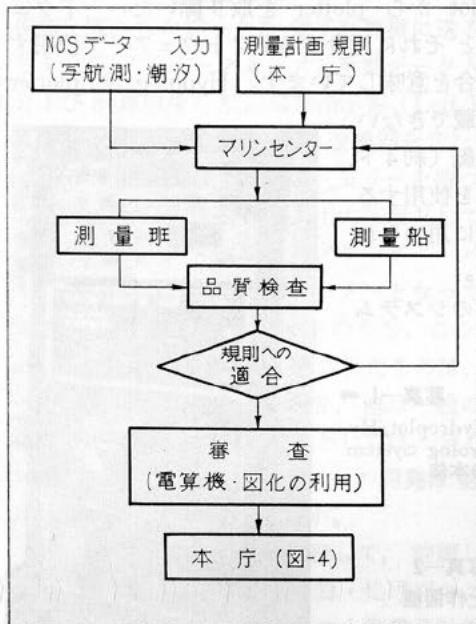 NOSデータ 入力
(写航測・潮汐)
測量計画規則
(本 庁)
マリンセンター
測量班
測量船
品質検査
規則への
適合
審 査
(電算機・図化の利用)
本 庁 (図-4)